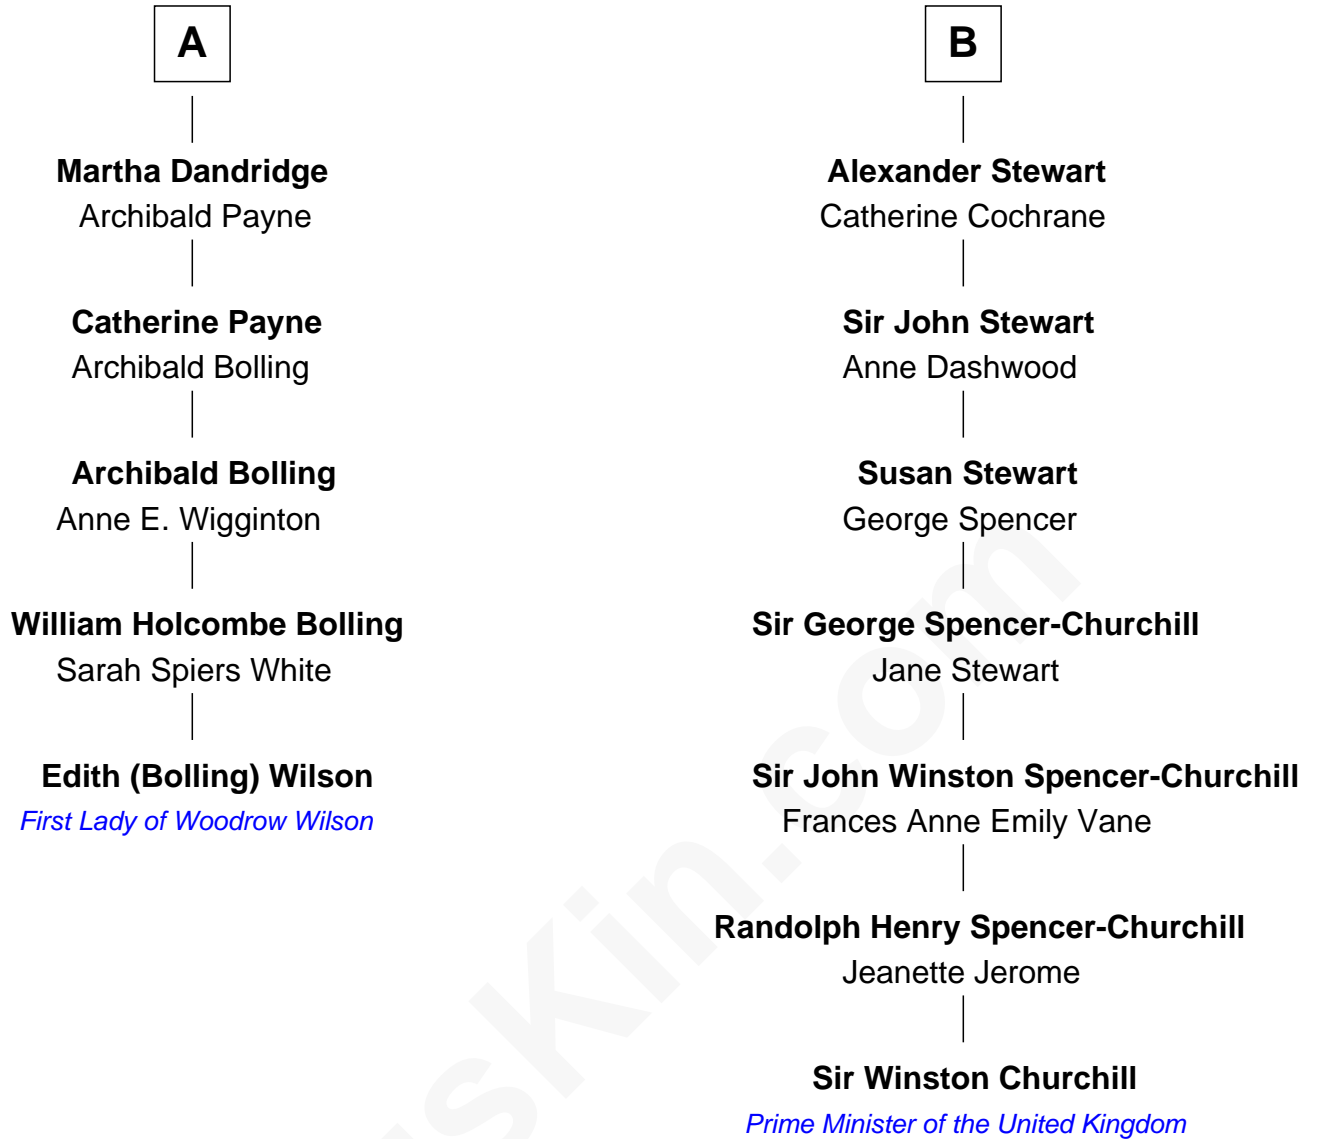 A
Martha Dandridge
Archibald Payne
Catherine Payne
Archibald Bolling
Archibald Bolling
Anne E. Wigginton
William Holcombe Bolling
Sarah Spiers White
Edith (Bolling) Wilson
First Lady of Woodrow Wilson
B
Alexander Stewart
Catherine Cochrane
Sir John Stewart
Anne Dashwood
Susan Stewart
George Spencer
Sir George Spencer-Churchill
Jane Stewart
Sir John Winston Spencer-Churchill
Frances Anne Emily Vane
Randolph Henry Spencer-Churchill
Jeanette Jerome
Sir Winston Churchill
Prime Minister of the United Kingdom